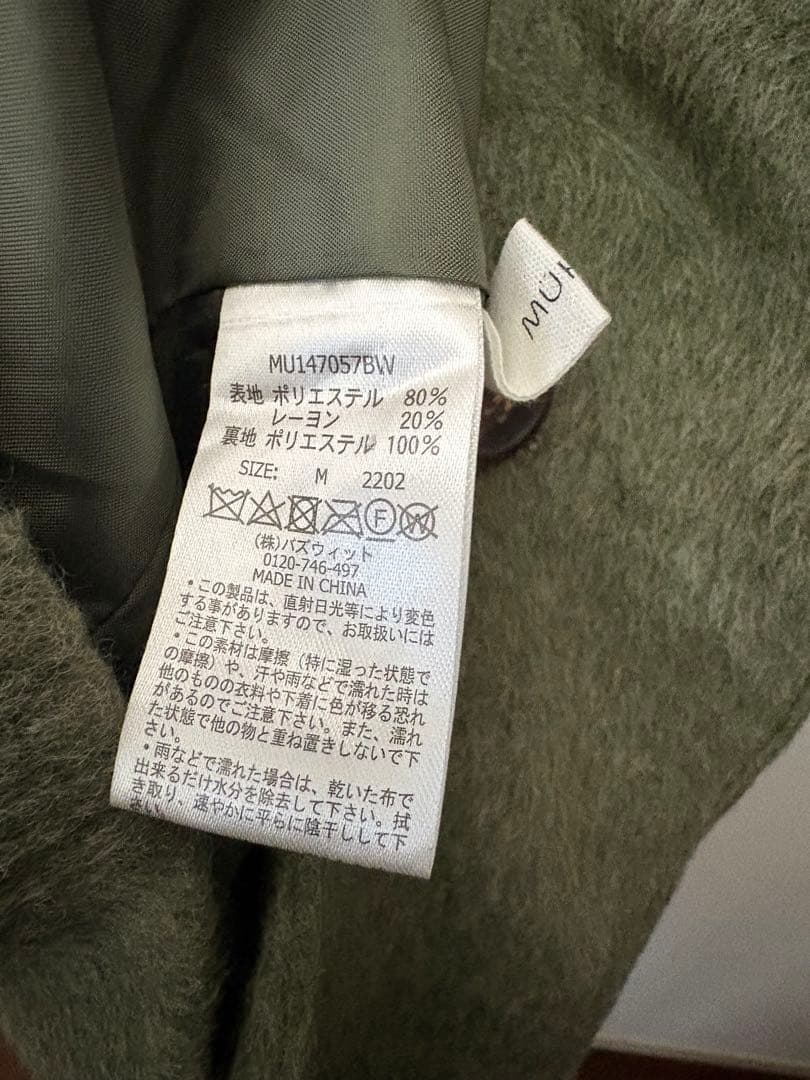 MÜ
MU147057BW
表地 ポリエステル 80%
レーヨン 20%
裏地 ポリエステル 100%
SIZE: M 2202
F W
(株)バズウィット
0120-746-497
MADE IN CHINA
・この製品は、直射日光等により変色
する事がありますので、お取扱いには
ご注意下さい。
・この素材は摩擦(特に湿った状態で
の摩擦)や、汗や雨などで濡れた時は
他のものの衣料や下着に色が移る恐れ
があるのでご注意下さい。また、濡れ
た状態で他の物と重ね置きしないで下
さい。
・雨などで濡れた場合は、乾いた布で
出来るだけ水分を除去して下さい。拭
き取り、速やかに平らに陰干しして下
さい。